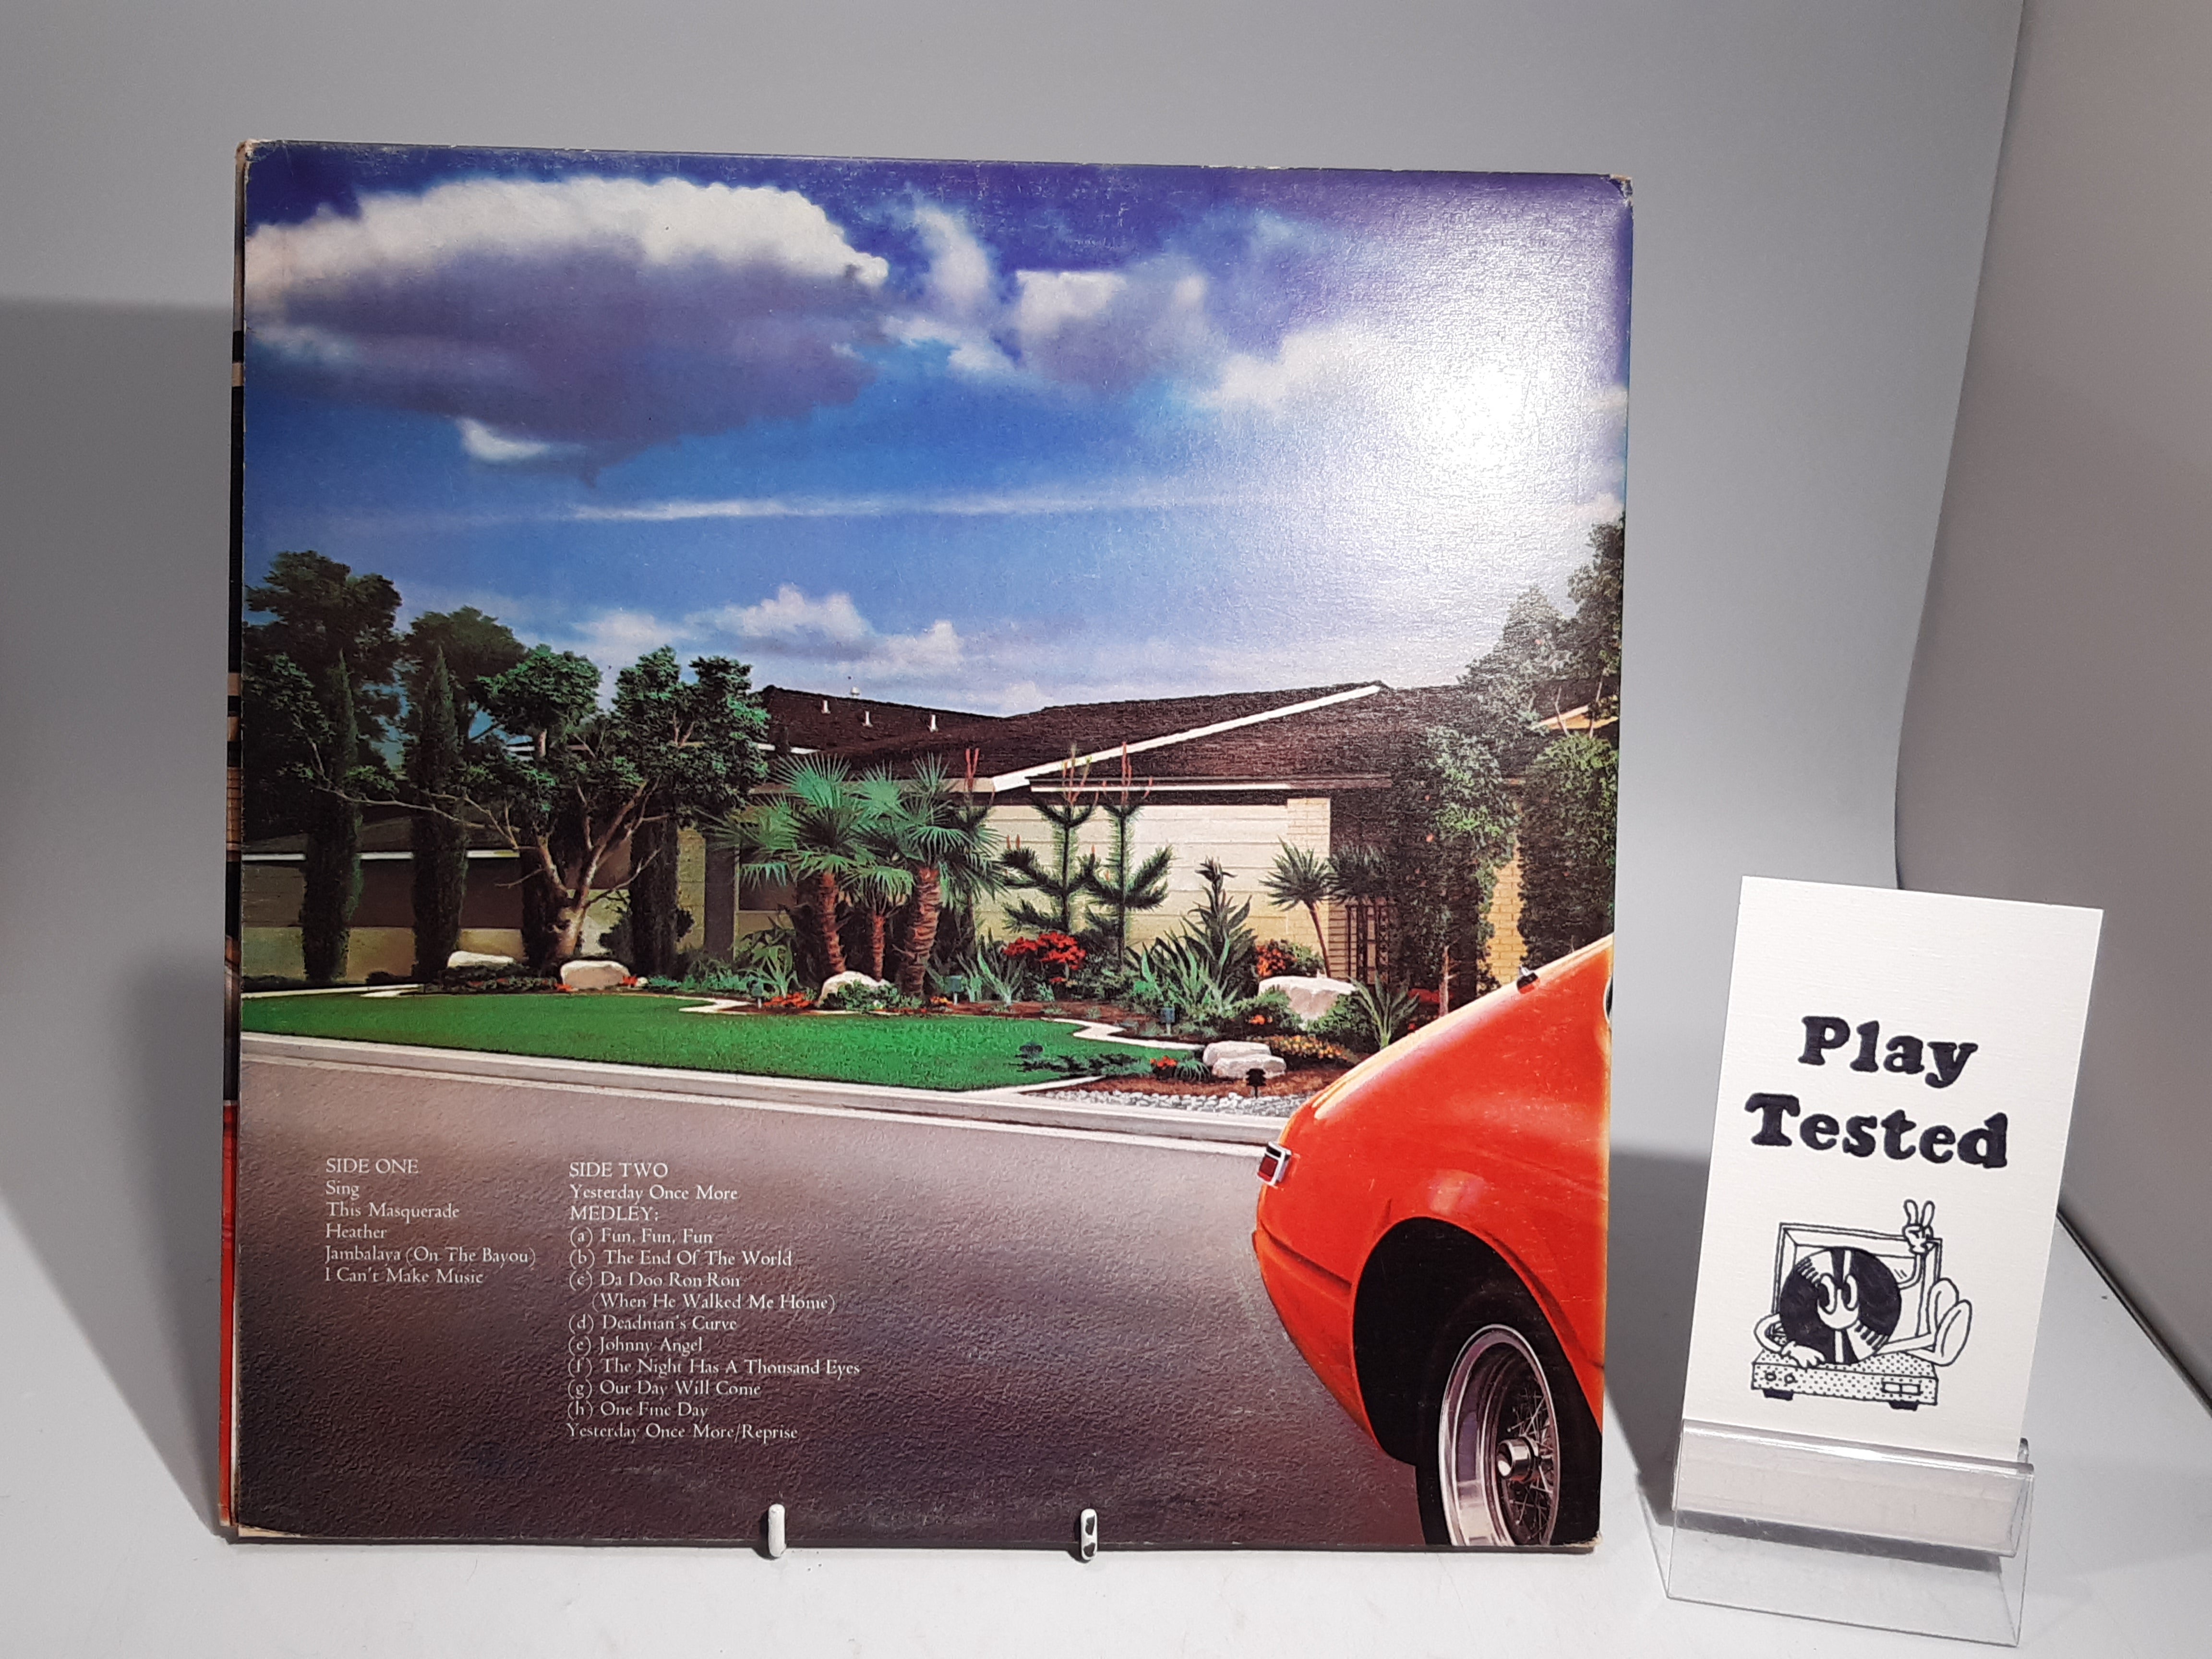 SIDE ONE
Sing
This Masquerade
Heather
Jambalaya (On The Bayou)
I Can't Make Music
SIDE TWO
Yesterday Once More
MEDLEY;
(a) Fun, Fun, Fun
(b) The End Of The World
(c) Da Doo Ron Ron
(When He Walked Me Home)
(d) Deadman's Curve
(e) Johnny Angel
(f) The Night Has A Thousand Eyes
(g) Our Day Will Come
(h) One Fine Day
Yesterday Once More/Reprise
Play
Tested